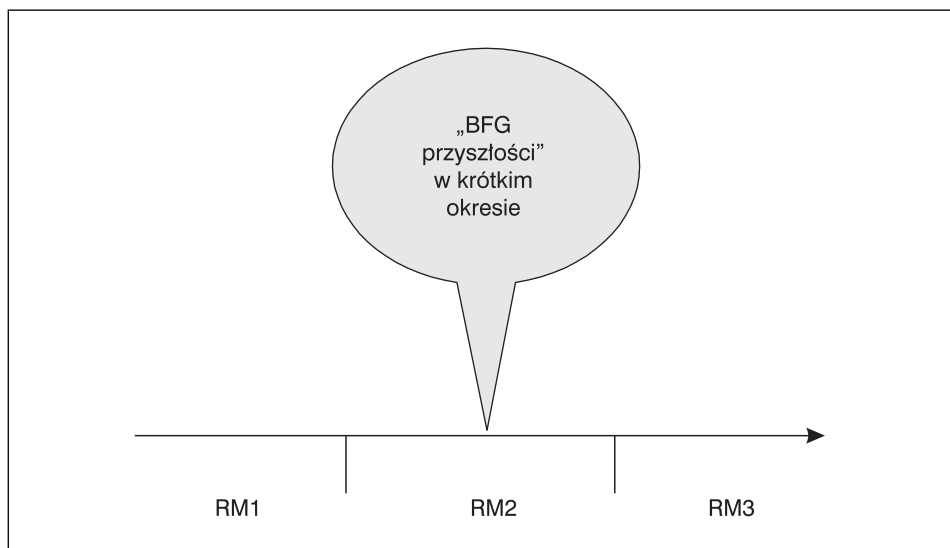 „BFG
przyszłości”
w krótkim
okresie
RM1 RM2 RM3